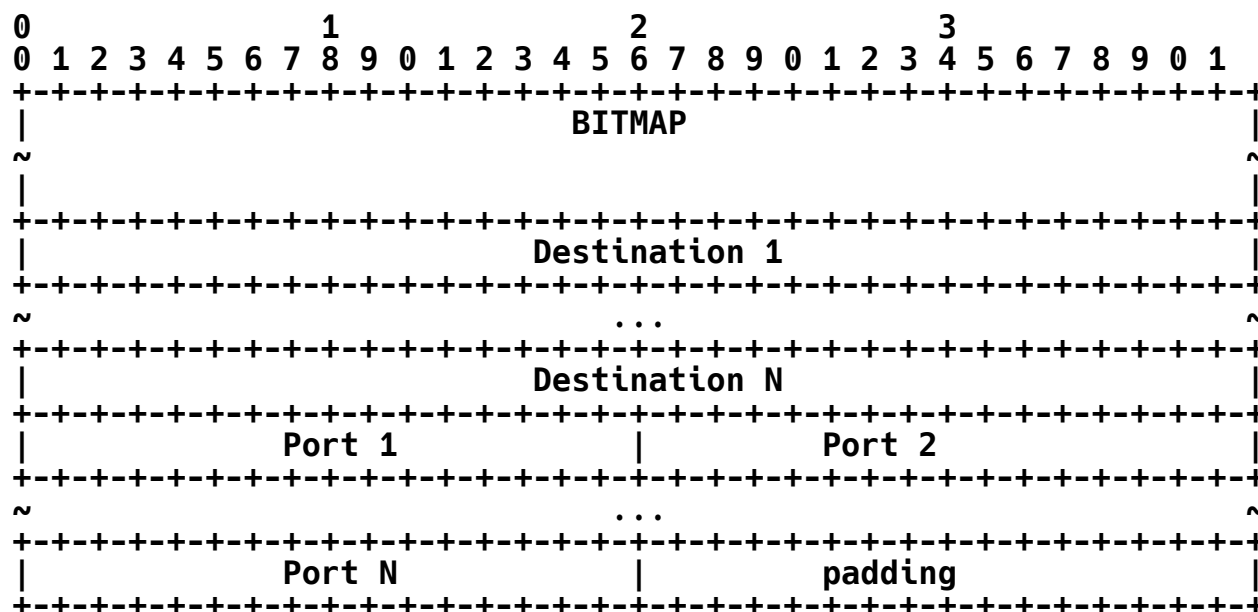 0                   1                   2                   3
0 1 2 3 4 5 6 7 8 9 0 1 2 3 4 5 6 7 8 9 0 1 2 3 4 5 6 7 8 9 0 1
+-+-+-+-+-+-+-+-+-+-+-+-+-+-+-+-+-+-+-+-+-+-+-+-+-+-+-+-+-+-+-+-+
|                            BITMAP                             |
~                                                               ~
|                                                               |
+-+-+-+-+-+-+-+-+-+-+-+-+-+-+-+-+-+-+-+-+-+-+-+-+-+-+-+-+-+-+-+-+
|                          Destination 1                        |
+-+-+-+-+-+-+-+-+-+-+-+-+-+-+-+-+-+-+-+-+-+-+-+-+-+-+-+-+-+-+-+-+
~                              ...                              ~
+-+-+-+-+-+-+-+-+-+-+-+-+-+-+-+-+-+-+-+-+-+-+-+-+-+-+-+-+-+-+-+-+
|                          Destination N                        |
+-+-+-+-+-+-+-+-+-+-+-+-+-+-+-+-+-+-+-+-+-+-+-+-+-+-+-+-+-+-+-+-+
|             Port 1            |         Port 2                |
+-+-+-+-+-+-+-+-+-+-+-+-+-+-+-+-+-+-+-+-+-+-+-+-+-+-+-+-+-+-+-+-+
~                              ...                              ~
+-+-+-+-+-+-+-+-+-+-+-+-+-+-+-+-+-+-+-+-+-+-+-+-+-+-+-+-+-+-+-+-+
|             Port N            |         padding               |
+-+-+-+-+-+-+-+-+-+-+-+-+-+-+-+-+-+-+-+-+-+-+-+-+-+-+-+-+-+-+-+-+